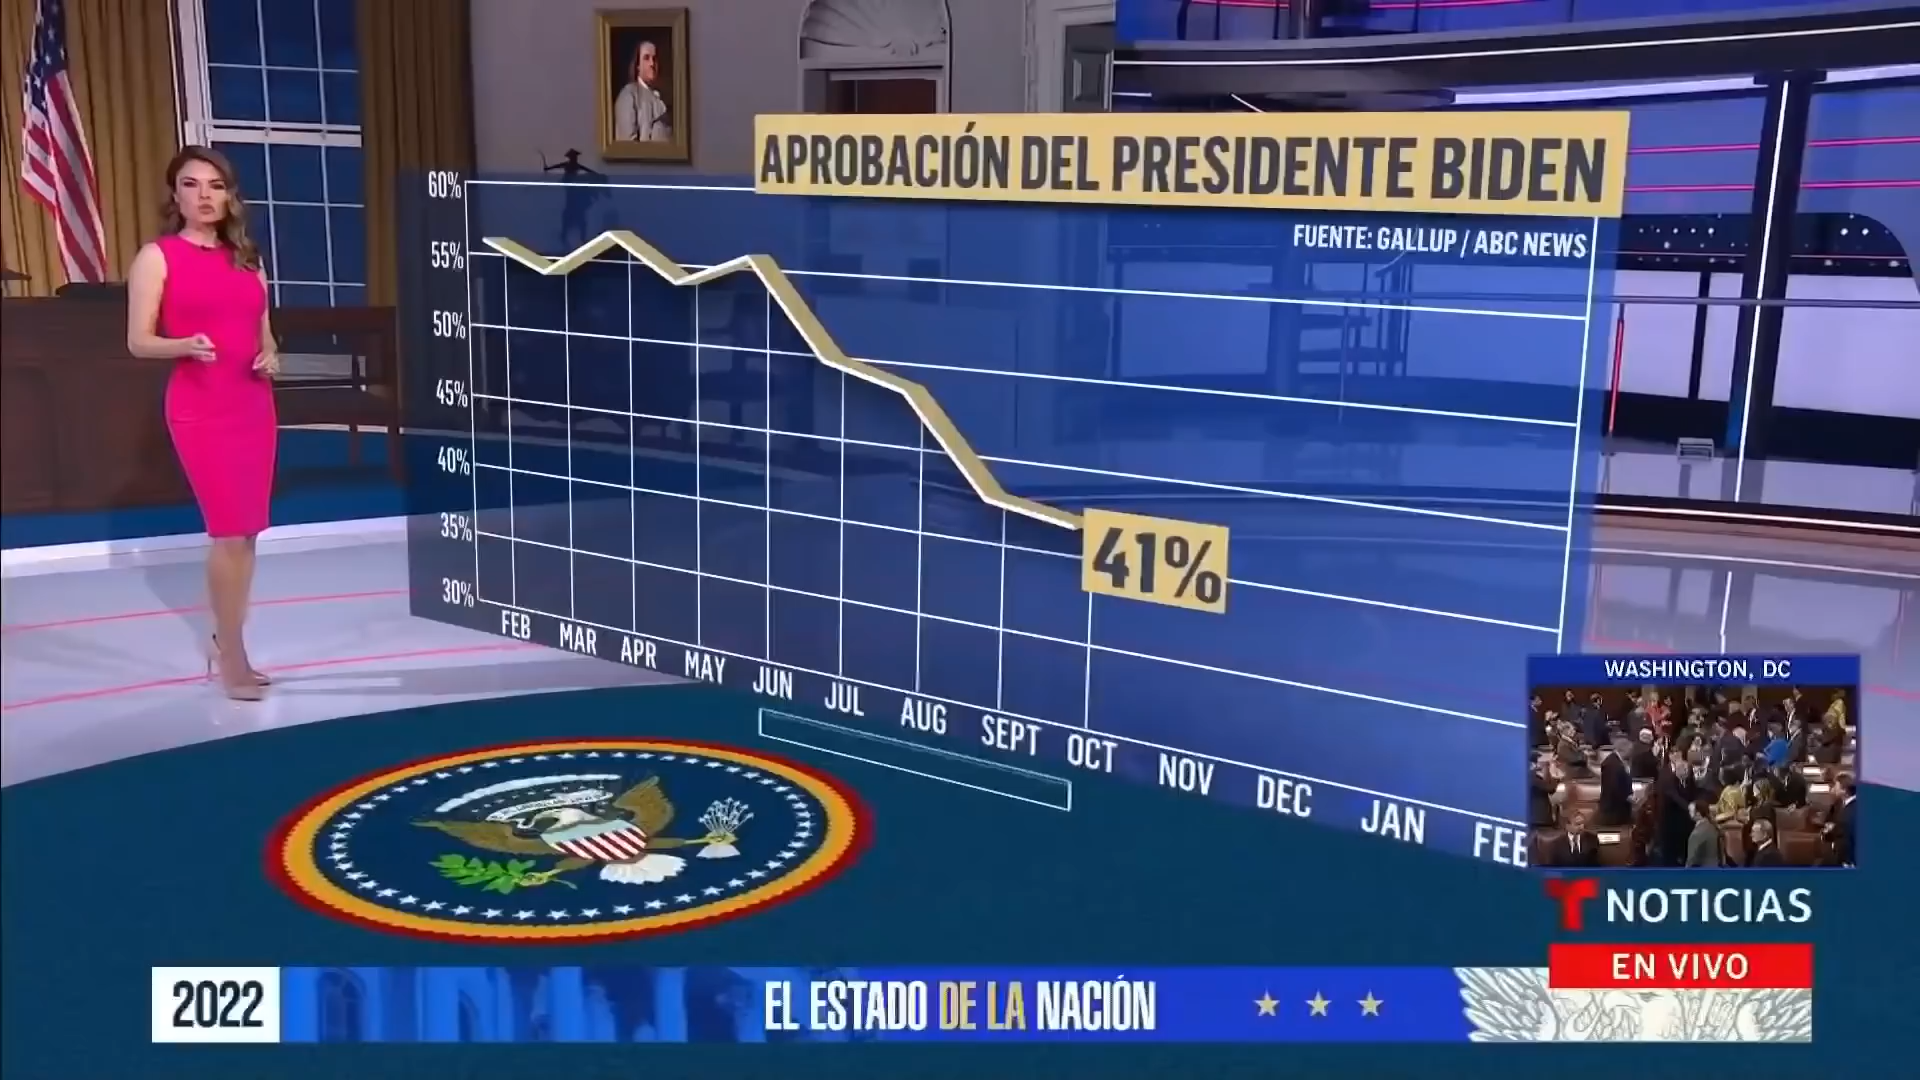 APROBACIÓN DEL PRESIDENTE BIDEN
FUENTE: GALLUP / ABC NEWS
60%
55%
50%
45%
40%
35%
30%
41%
FEB MAR APR MAY JUN JUL AUG SEPT OCT NOV DEC JAN FEB
WASHINGTON, DC
NOTICIAS
EN VIVO
2022 EL ESTADO DE LA NACIÓN